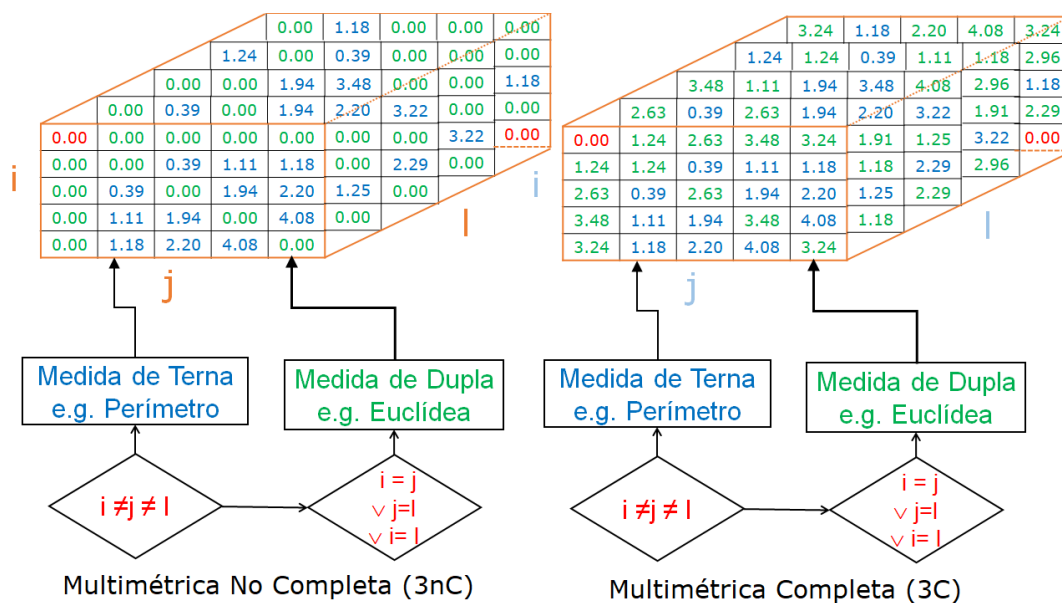 0.00 1.18 0.00 0.00 0.00
1.24 0.00 0.39 0.00 0.00 0.00
0.00 0.00 1.94 3.48 0.00 0.00 1.18
0.00 0.39 0.00 1.94 2.20 3.22 0.00 0.00
0.00 0.00 0.00 0.00 0.00 0.00 0.00 3.22 0.00
0.00 0.00 0.39 1.11 1.18 0.00 2.29 0.00
0.00 0.39 0.00 1.94 2.20 1.25 0.00
0.00 1.11 1.94 0.00 4.08 0.00
0.00 1.18 2.20 4.08 0.00
i
i
l
j
Medida de Terna
e.g. Perímetro
Medida de Dupla
e.g. Euclídea
i ≠j ≠ l
i = j
∨ j=l
∨ i= l
Multimétrica No Completa (3nC)
3.24 1.18 2.20 4.08 3.24
1.24 1.24 0.39 1.11 1.18 2.96
3.48 1.11 1.94 3.48 4.08 2.96 1.18
2.63 0.39 2.63 1.94 2.20 3.22 1.91 2.29
0.00 1.24 2.63 3.48 3.24 1.91 1.25 3.22 0.00
1.24 1.24 0.39 1.11 1.18 1.18 2.29 2.96
2.63 0.39 2.63 1.94 2.20 1.25 2.29
3.48 1.11 1.94 3.48 4.08 1.18
3.24 1.18 2.20 4.08 3.24
l
j
Medida de Terna
e.g. Perímetro
Medida de Dupla
e.g. Euclídea
i ≠j ≠ l
i = j
∨ j=l
∨ i= l
Multimétrica Completa (3C)